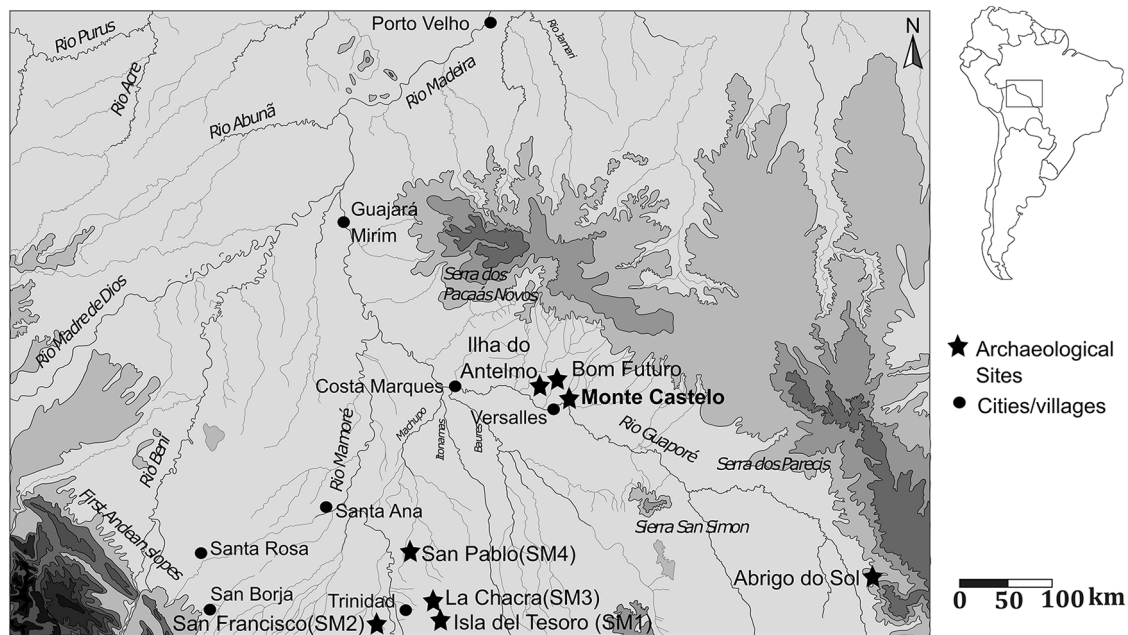 Porto Velho
N
Rio Purus
Rio Acre
Rio Madeira
Rio Jamari
Rio Abunã
Guajará
Mirim
Serra dos
Pacaás Novos
Rio Madre de Dios
Ilha do
Antelmo
Bom Futuro
Costa Marques
Monte Castelo
Versalles
Machupo
Itonamas
Baures
Rio Guaporé
Rio Beni
Rio Mamoré
Serra dos Parecis
First Andean slopes
Santa Ana
Sierra San Simon
Santa Rosa
San Pablo(SM4)
Abrigo do Sol
San Borja
Trinidad
La Chacra(SM3)
San Francisco(SM2)
Isla del Tesoro (SM1)
Archaeological
Sites
Cities/villages
0 50 100 km